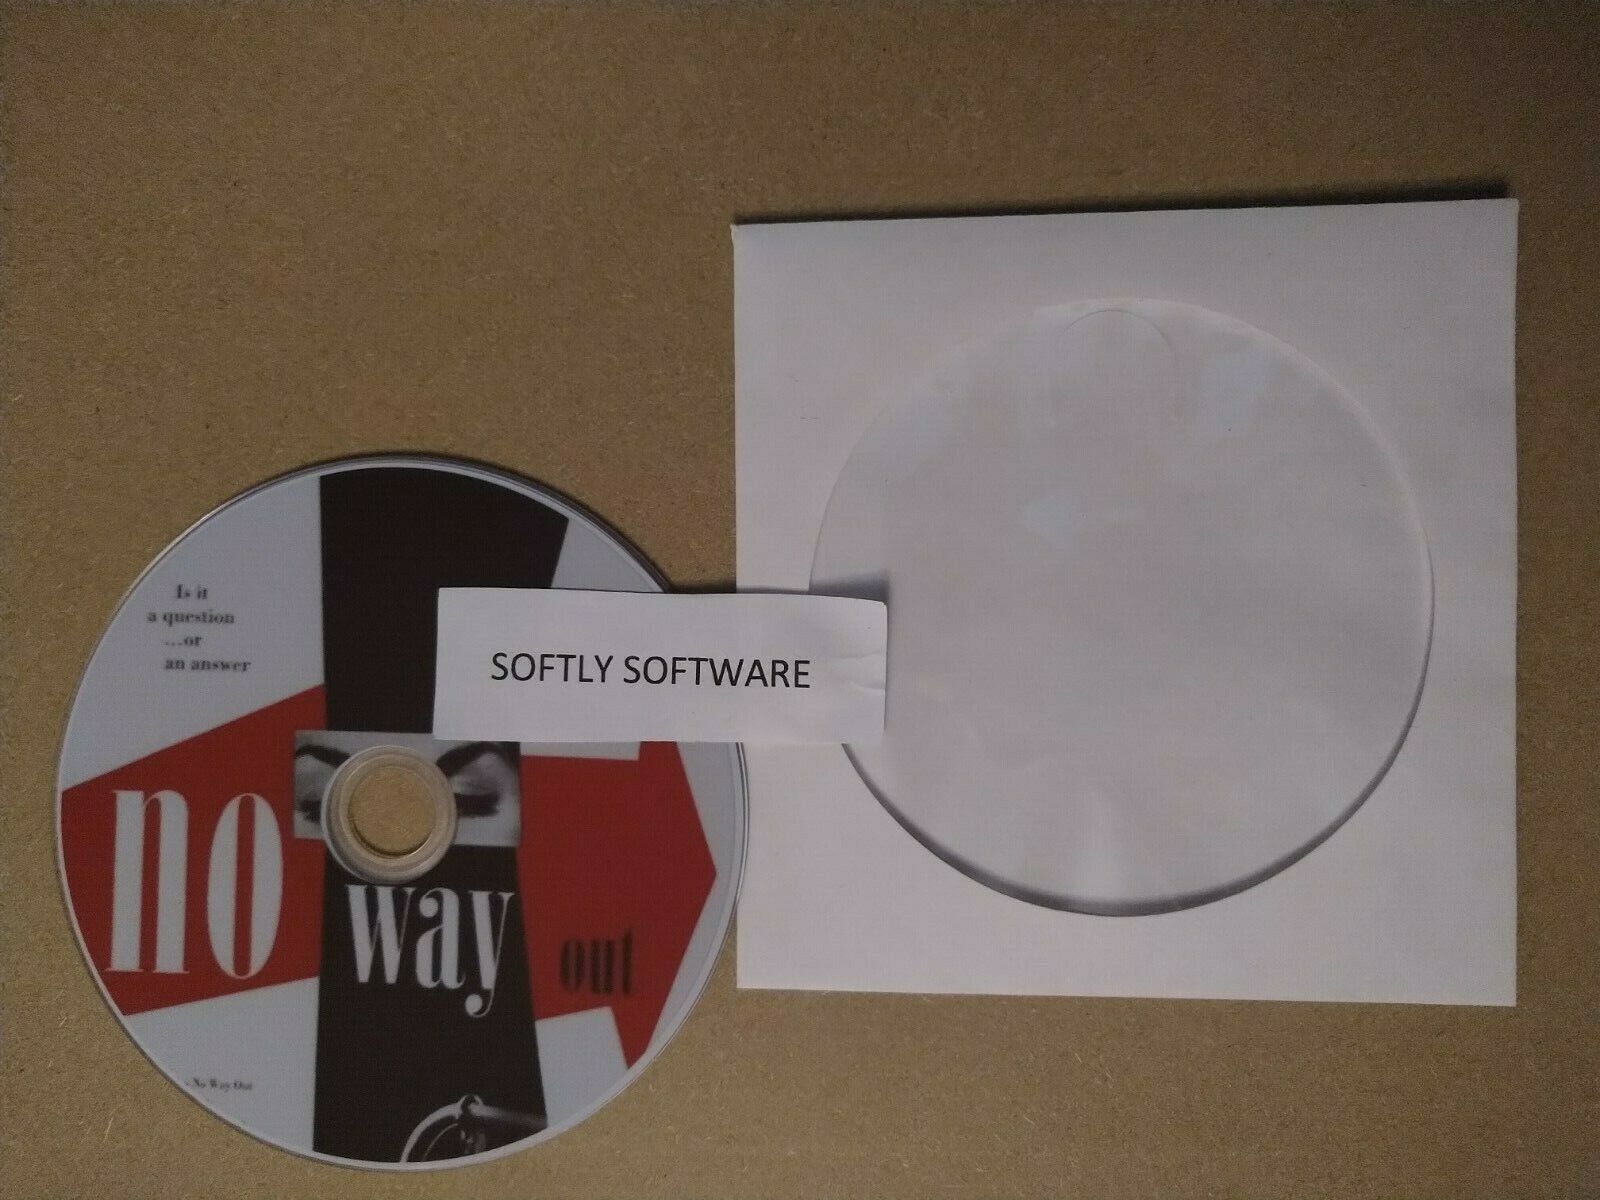 Is it
a question
...or
an answer
SOFTLY SOFTWARE
no
way
out
- No Way Out